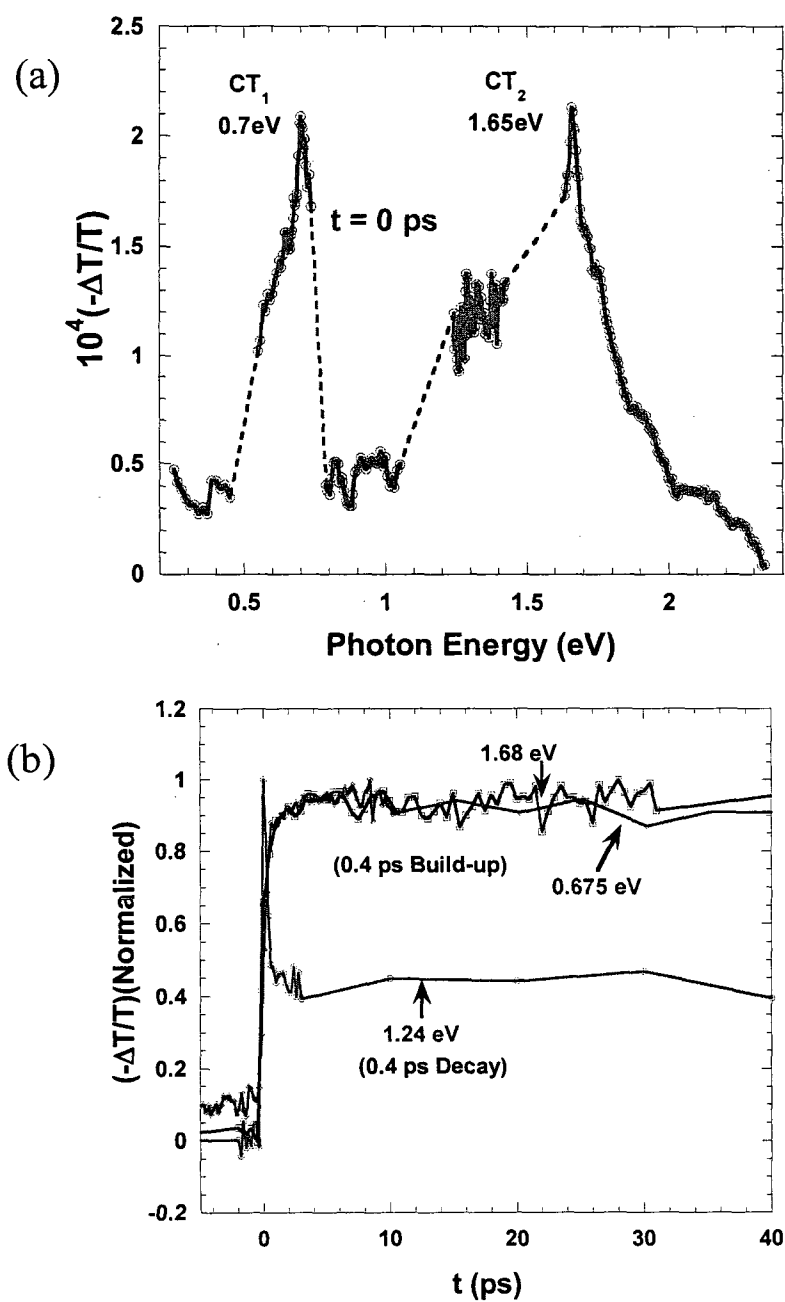 (a)
2.5
2
1.5
1
0.5
0
10⁴(-ΔT/T)
CT₁
0.7eV
CT₂
1.65eV
t = 0 ps
0.5
1
1.5
2
Photon Energy (eV)
(b)
1.2
1
0.8
0.6
0.4
0.2
0
-0.2
(-ΔT/T)(Normalized)
1.68 eV
(0.4 ps Build-up)
0.675 eV
1.24 eV
(0.4 ps Decay)
0
10
20
30
40
t (ps)